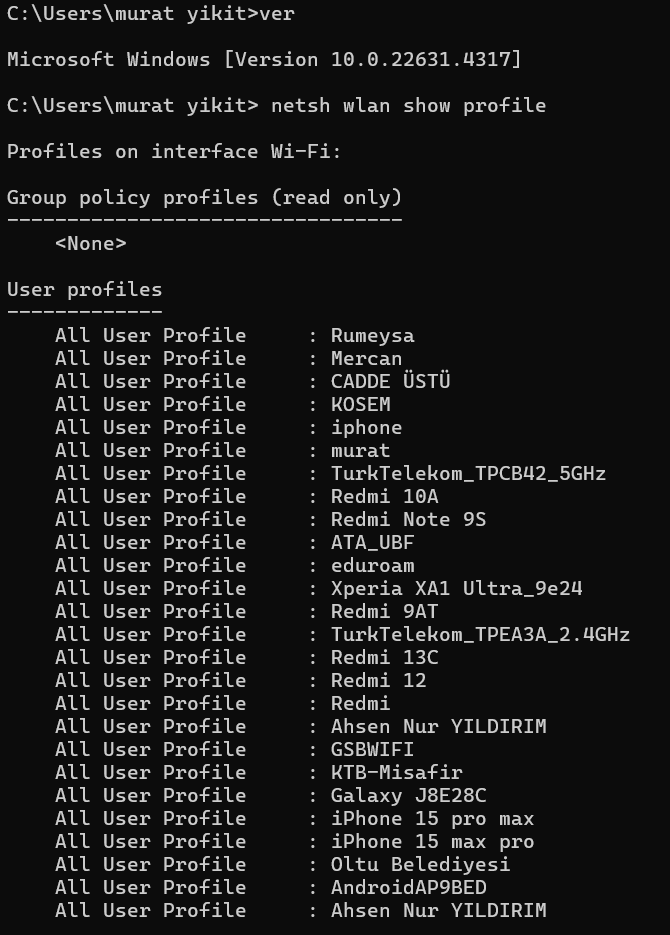 C:\Users\murat yikit>ver
Microsoft Windows [Version 10.0.22631.4317]
C:\Users\murat yikit> netsh wlan show profile
Profiles on interface Wi-Fi:
Group policy profiles (read only)
---------------------------------
    <None>
User profiles
-------------
    All User Profile     : Rumeysa
    All User Profile     : Mercan
    All User Profile     : CADDE ÜSTÜ
    All User Profile     : KOSEM
    All User Profile     : iphone
    All User Profile     : murat
    All User Profile     : TurkTelekom_TPCB42_5GHz
    All User Profile     : Redmi 10A
    All User Profile     : Redmi Note 9S
    All User Profile     : ATA_UBF
    All User Profile     : eduroam
    All User Profile     : Xperia XA1 Ultra_9e24
    All User Profile     : Redmi 9AT
    All User Profile     : TurkTelekom_TPEA3A_2.4GHz
    All User Profile     : Redmi 13C
    All User Profile     : Redmi 12
    All User Profile     : Redmi
    All User Profile     : Ahsen Nur YILDIRIM
    All User Profile     : GSBWIFI
    All User Profile     : KTB-Misafir
    All User Profile     : Galaxy J8E28C
    All User Profile     : iPhone 15 pro max
    All User Profile     : iPhone 15 max pro
    All User Profile     : Oltu Belediyesi
    All User Profile     : AndroidAP9BED
    All User Profile     : Ahsen Nur YILDIRIM